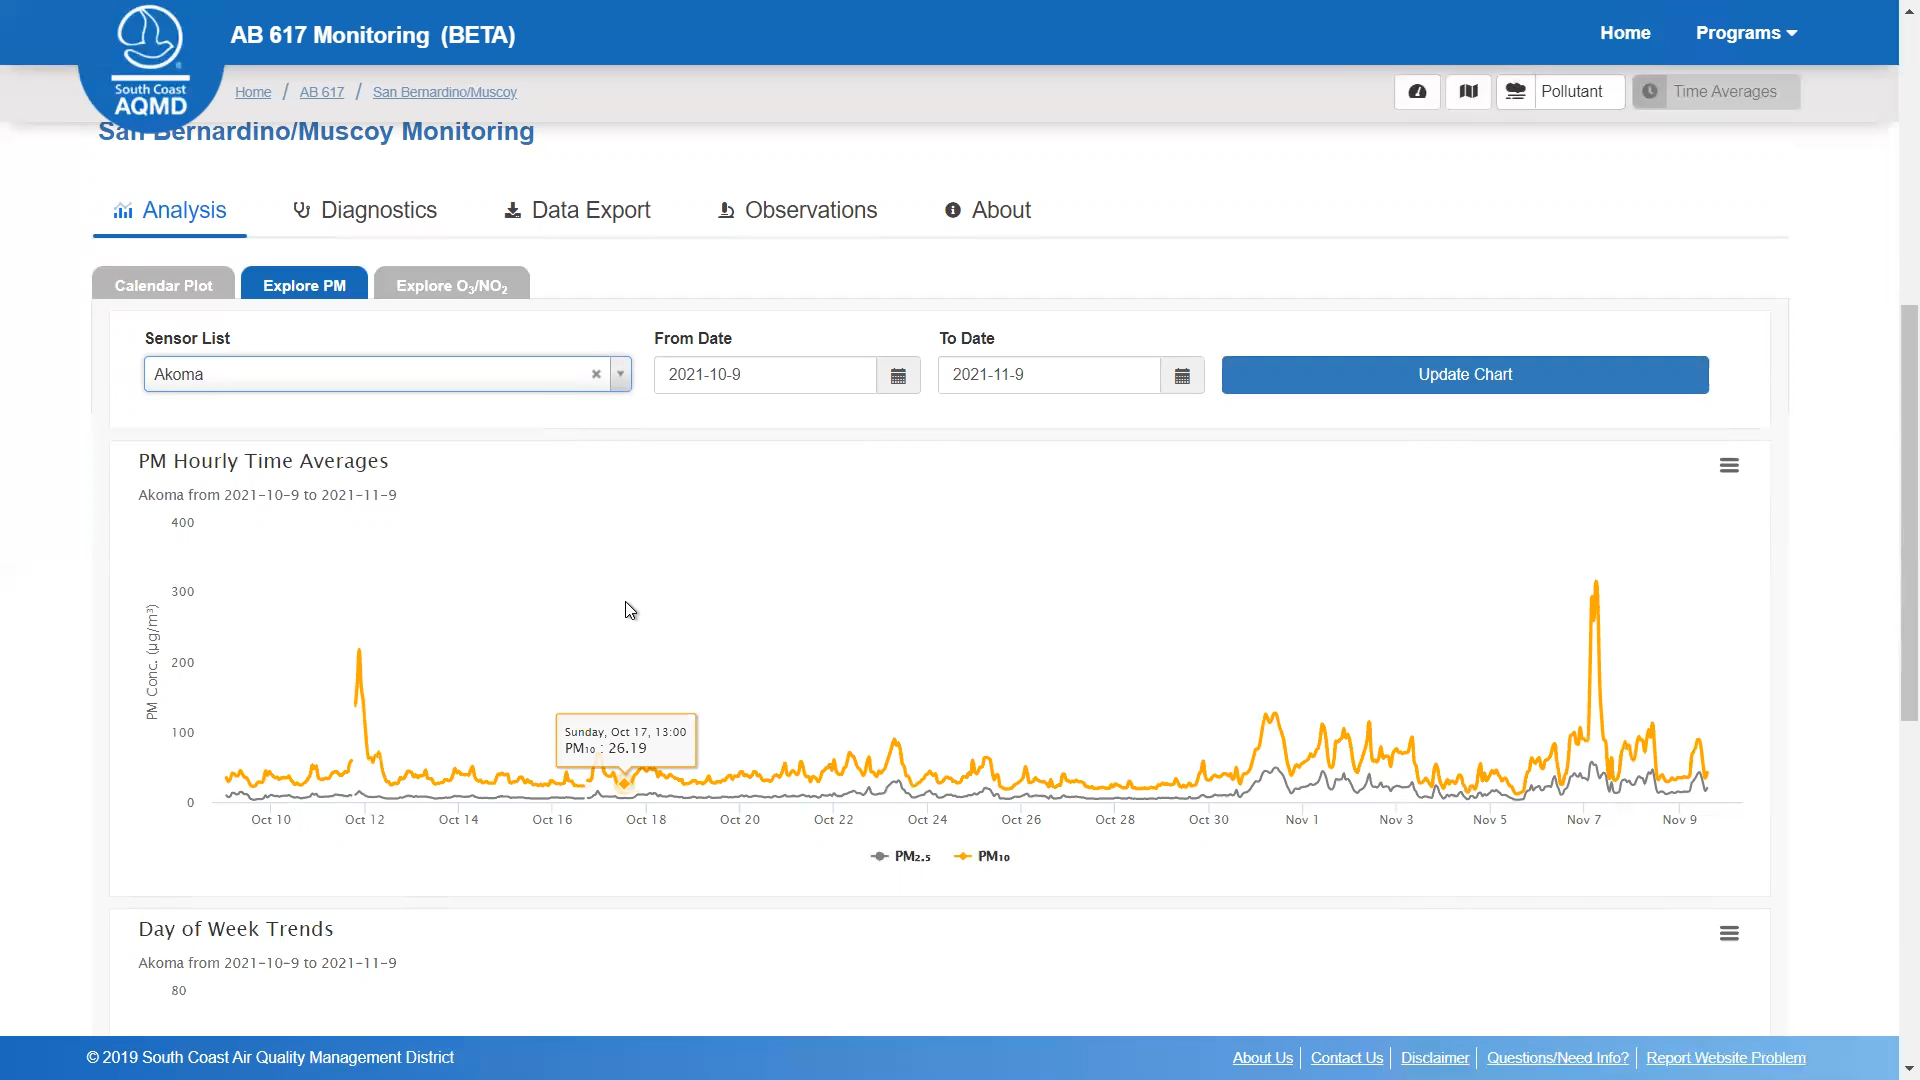 AB 617 Monitoring (BETA)
Home
Programs
South Coast
AQMD
Home / AB 617 / San Bernardino/Muscoy
Pollutant
Time Averages
San Bernardino/Muscoy Monitoring
Analysis
Diagnostics
Data Export
Observations
About
Calendar Plot
Explore PM
Explore O₃/NO₂
Sensor List
From Date
To Date
Akoma
2021-10-9
2021-11-9
Update Chart
PM Hourly Time Averages
Akoma from 2021-10-9 to 2021-11-9
400
300
200
100
0
PM Conc. (μg/m³)
Sunday, Oct 17, 13:00
PM₁₀ : 26.19
Oct 10
Oct 12
Oct 14
Oct 16
Oct 18
Oct 20
Oct 22
Oct 24
Oct 26
Oct 28
Oct 30
Nov 1
Nov 3
Nov 5
Nov 7
Nov 9
PM₂.₅
PM₁₀
Day of Week Trends
Akoma from 2021-10-9 to 2021-11-9
80
© 2019 South Coast Air Quality Management District
About Us
Contact Us
Disclaimer
Questions/Need Info?
Report Website Problem